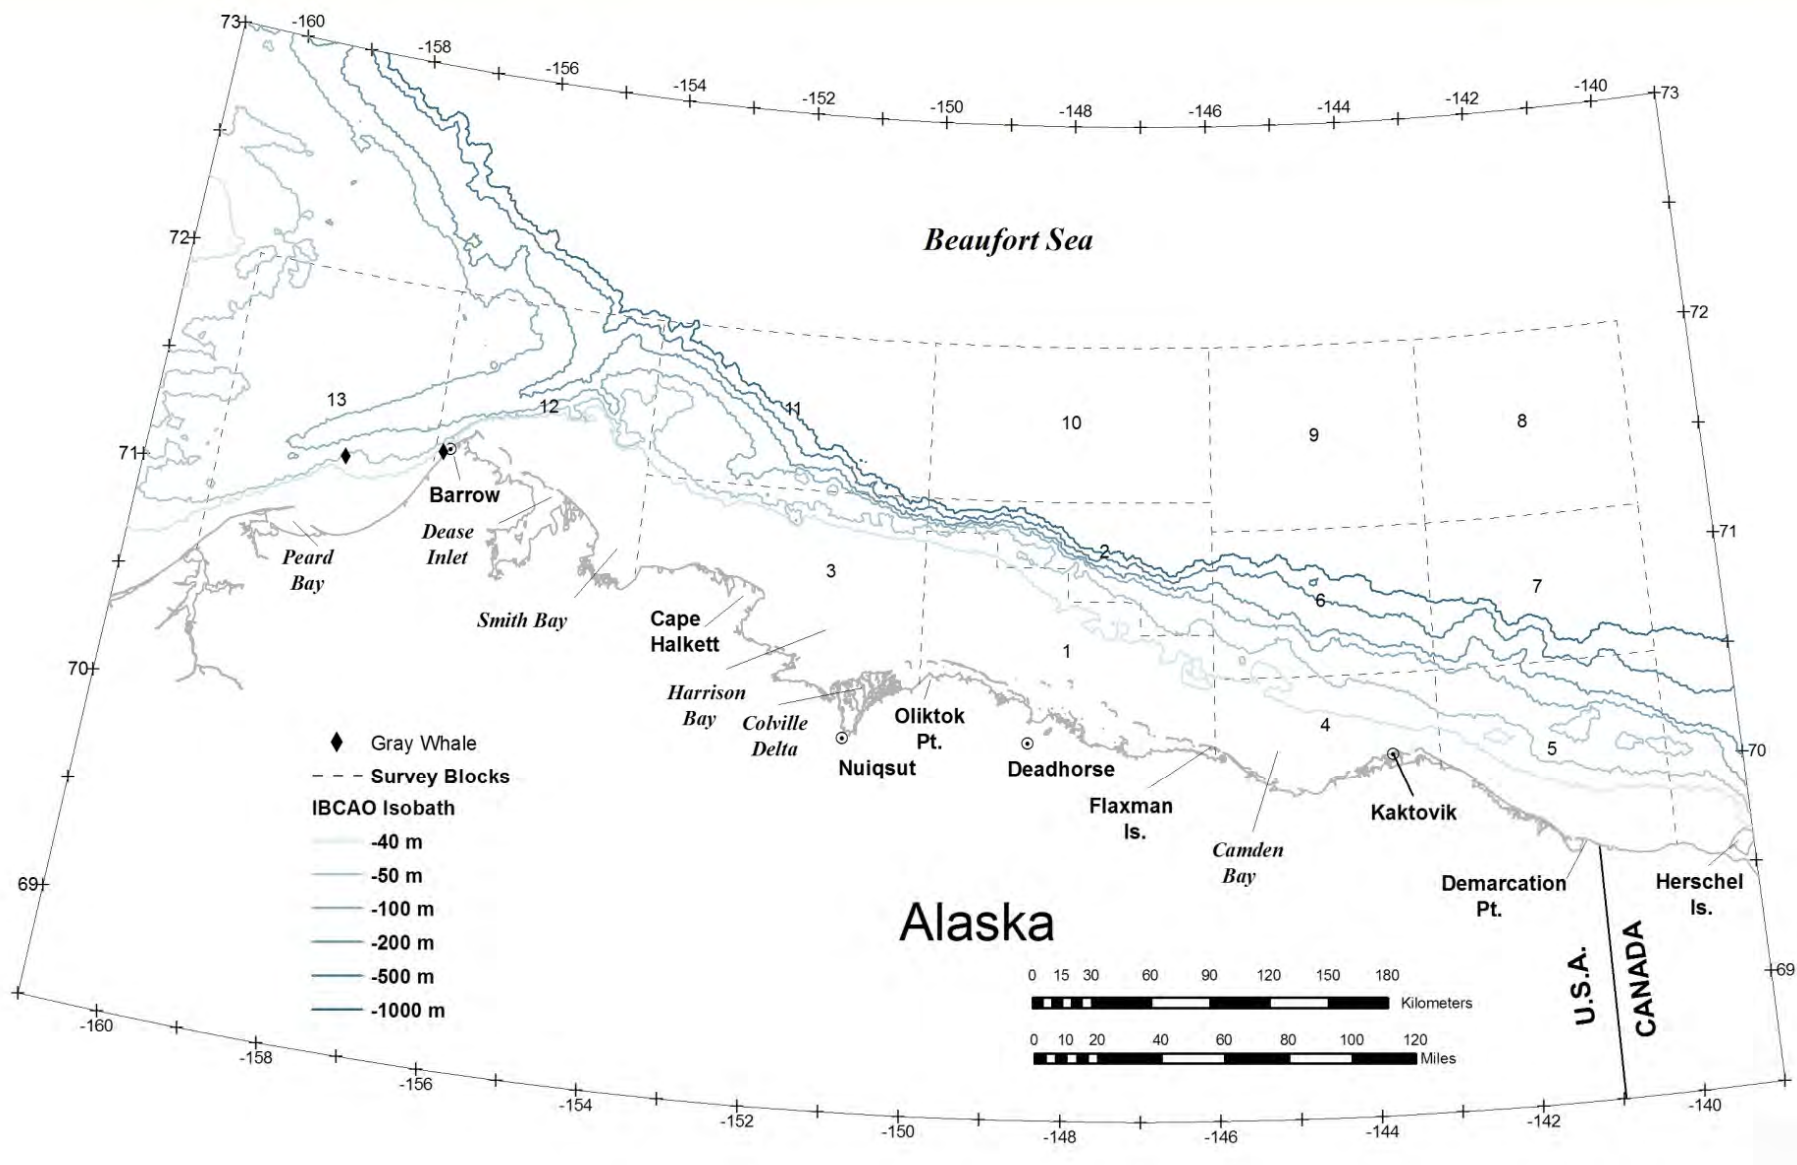 73
-160
-158
-156
-154
-152
-150
-148
-146
-144
-142
-140
73
72
Beaufort Sea
72
13
12
11
10
9
8
71
71
Barrow
Dease
Inlet
Peard
Bay
Smith Bay
3
2
6
7
Cape
Halkett
1
70
Harrison
Bay
Colville
Delta
Oliktok
Pt.
4
5
70
Nuiqsut
Deadhorse
Flaxman
Is.
Kaktovik
Camden
Bay
Demarcation
Pt.
Herschel
Is.
Gray Whale
Survey Blocks
IBCAO Isobath
-40 m
-50 m
-100 m
-200 m
-500 m
-1000 m
69
Alaska
U.S.A.
CANADA
69
0 15 30 60 90 120 150 180
Kilometers
0 10 20 40 60 80 100 120
Miles
-160
-158
-156
-154
-152
-150
-148
-146
-144
-142
-140